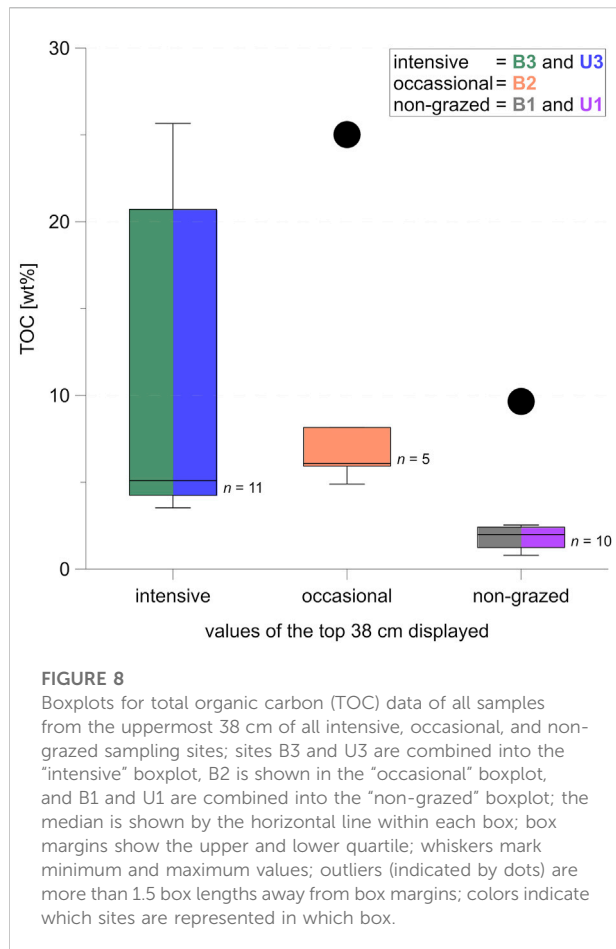 30
20
10
0
TOC [wt%]
intensive = B3 and U3
occassional = B2
non-grazed = B1 and U1
n = 11
n = 5
n = 10
intensive occasional non-grazed
values of the top 38 cm displayed
FIGURE 8
Boxplots for total organic carbon (TOC) data of all samples
from the uppermost 38 cm of all intensive, occasional, and non-
grazed sampling sites; sites B3 and U3 are combined into the
“intensive” boxplot, B2 is shown in the “occasional” boxplot,
and B1 and U1 are combined into the “non-grazed” boxplot; the
median is shown by the horizontal line within each box; box
margins show the upper and lower quartile; whiskers mark
minimum and maximum values; outliers (indicated by dots) are
more than 1.5 box lengths away from box margins; colors indicate
which sites are represented in which box.